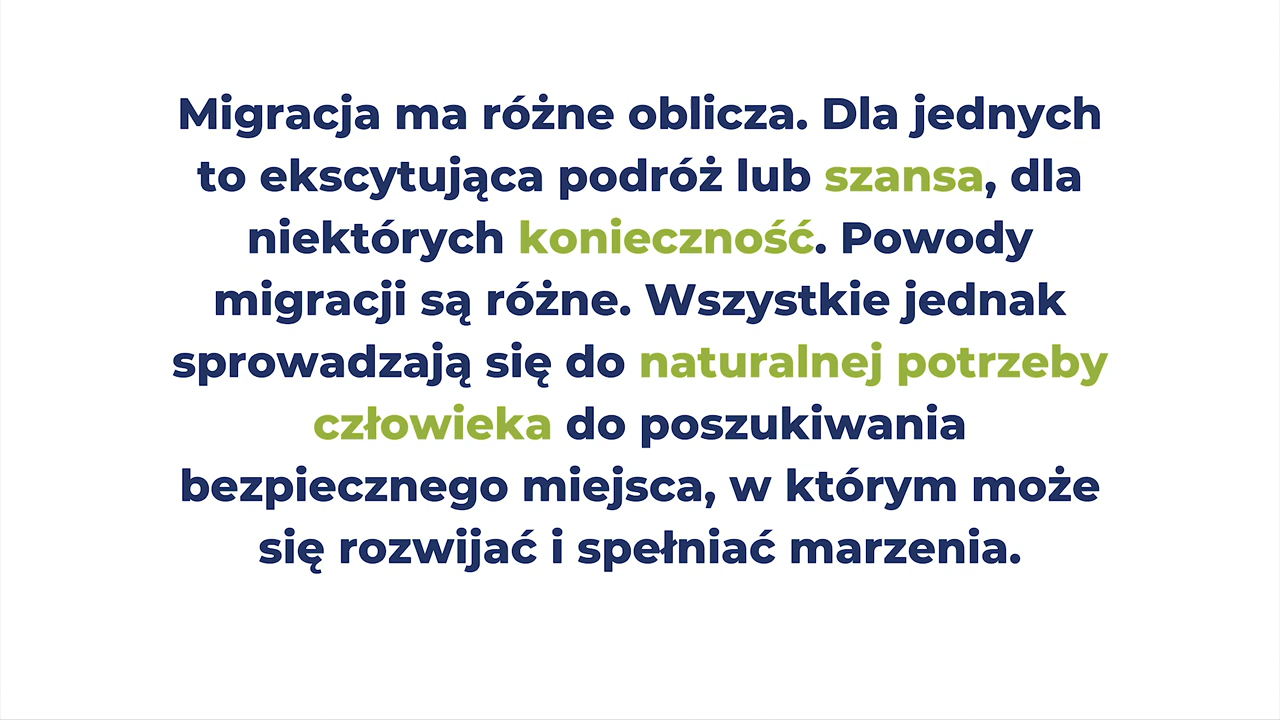 Migracja ma różne oblicza. Dla jednych
to ekscytująca podróż lub szansa, dla
niektórych konieczność. Powody
migracji są różne. Wszystkie jednak
sprowadzają się do naturalnej potrzeby
człowieka do poszukiwania
bezpiecznego miejsca, w którym może
się rozwijać i spełniać marzenia.